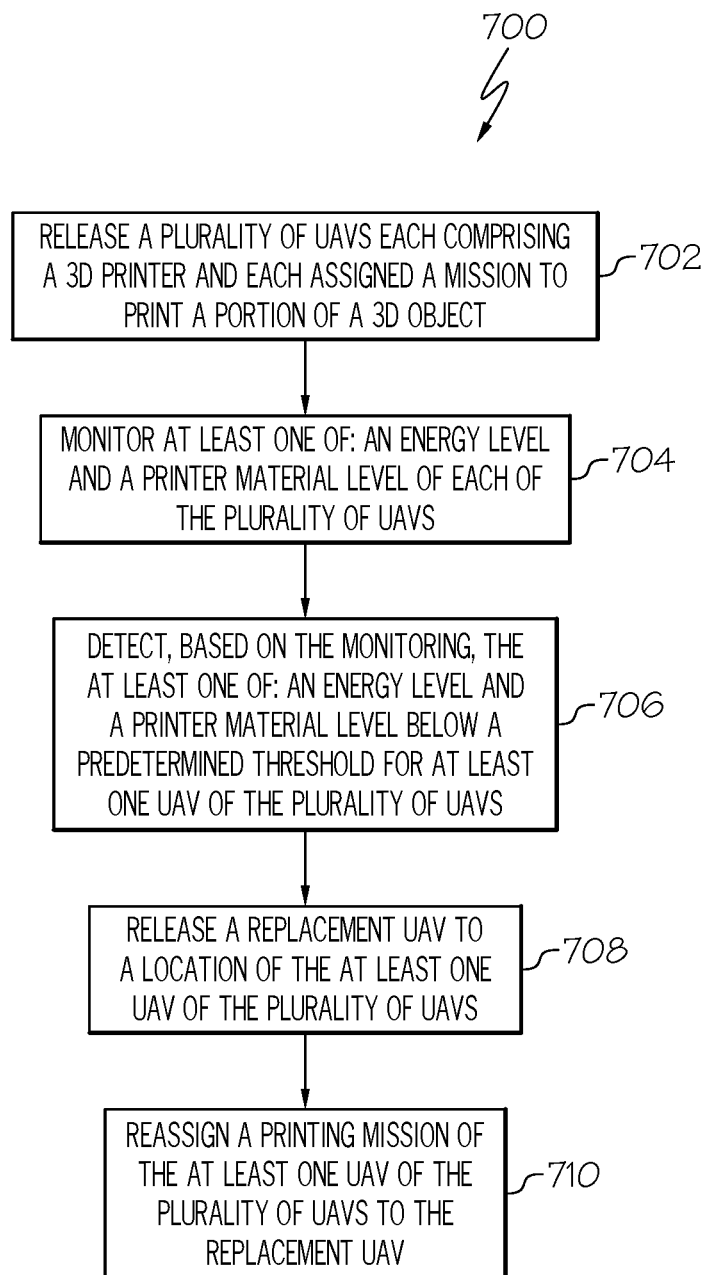 700
RELEASE A PLURALITY OF UAVS EACH COMPRISING
A 3D PRINTER AND EACH ASSIGNED A MISSION TO
PRINT A PORTION OF A 3D OBJECT
702
MONITOR AT LEAST ONE OF: AN ENERGY LEVEL
AND A PRINTER MATERIAL LEVEL OF EACH OF
THE PLURALITY OF UAVS
704
DETECT, BASED ON THE MONITORING, THE
AT LEAST ONE OF: AN ENERGY LEVEL AND
A PRINTER MATERIAL LEVEL BELOW A
PREDETERMINED THRESHOLD FOR AT LEAST
ONE UAV OF THE PLURALITY OF UAVS
706
RELEASE A REPLACEMENT UAV TO
A LOCATION OF THE AT LEAST ONE
UAV OF THE PLURALITY OF UAVS
708
REASSIGN A PRINTING MISSION OF
THE AT LEAST ONE UAV OF THE
PLURALITY OF UAVS TO THE
REPLACEMENT UAV
710